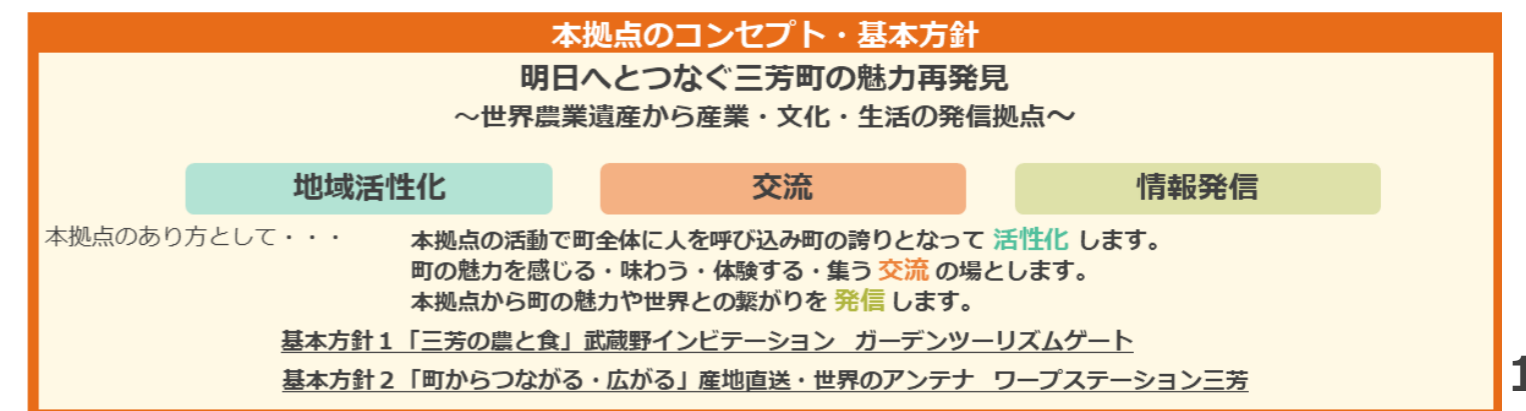 本拠点のコンセプト・基本方針
明日へとつなぐ三芳町の魅力再発見
～世界農業遺産から産業・文化・生活の発信拠点～
地域活性化 交流 情報発信
本拠点のあり方として・・・ 本拠点の活動で町全体に人を呼び込み町の誇りとなって 活性化 します。
町の魅力を感じる・味わう・体験する・集う 交流 の場とします。
本拠点から町の魅力や世界との繋がりを 発信 します。
基本方針１「三芳の農と食」武蔵野インビテーション ガーデンツーリズムゲート
基本方針２「町からつながる・広がる」産地直送・世界のアンテナ ワープステーション三芳
1